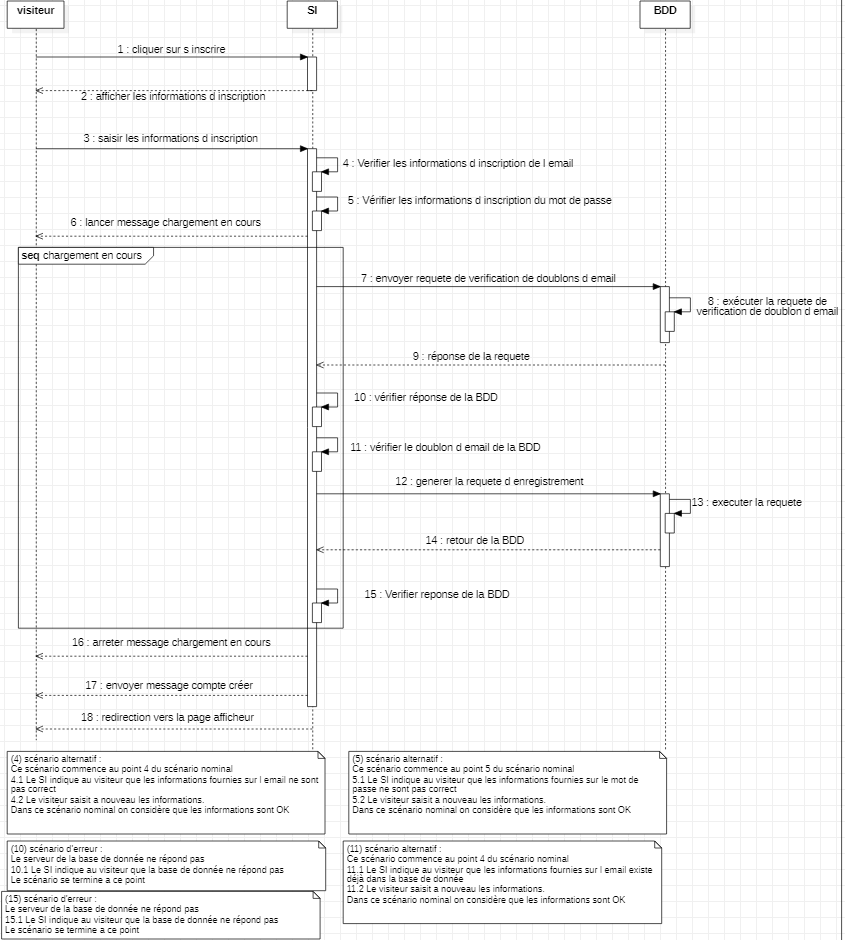 visiteur
SI
BDD
1 : cliquer sur s inscrire
2 : afficher les informations d inscription
3 : saisir les informations d inscription
4 : Verifier les informations d inscription de l email
5 : Vérifier les informations d inscription du mot de passe
6 : lancer message chargement en cours
seq chargement en cours
7 : envoyer requete de verification de doublons d email
8 : exécuter la requete de
verification de doublon d email
9 : réponse de la requete
10 : vérifier réponse de la BDD
11 : vérifier le doublon d email de la BDD
12 : generer la requete d enregistrement
13 : executer la requete
14 : retour de la BDD
15 : Verifier reponse de la BDD
16 : arreter message chargement en cours
17 : envoyer message compte créer
18 : redirection vers la page afficheur
(4) scénario alternatif :
Ce scénario commence au point 4 du scénario nominal
4.1 Le SI indique au visiteur que les informations fournies sur l email ne sont
pas correct
4.2 Le visiteur saisit a nouveau les informations.
Dans ce scénario nominal on considère que les informations sont OK
(5) scénario alternatif :
Ce scénario commence au point 5 du scénario nominal
5.1 Le SI indique au visiteur que les informations fournies sur le mot de
passe ne sont pas correct
5.2 Le visiteur saisit a nouveau les informations.
Dans ce scénario nominal on considère que les informations sont OK
(10) scénario d'erreur :
Le serveur de la base de donnée ne répond pas
10.1 Le SI indique au visiteur que la base de donnée ne répond pas
Le scénario se termine a ce point
(11) scénario alternatif :
Ce scénario commence au point 4 du scénario nominal
11.1 Le SI indique au visiteur que les informations fournies sur l email existe
déjà dans la base de donnée
11.2 Le visiteur saisit a nouveau les informations.
Dans ce scénario nominal on considère que les informations sont OK
(15) scénario d'erreur :
Le serveur de la base de donnée ne répond pas
15.1 Le SI indique au visiteur que la base de donnée ne répond pas
Le scénario se termine a ce point